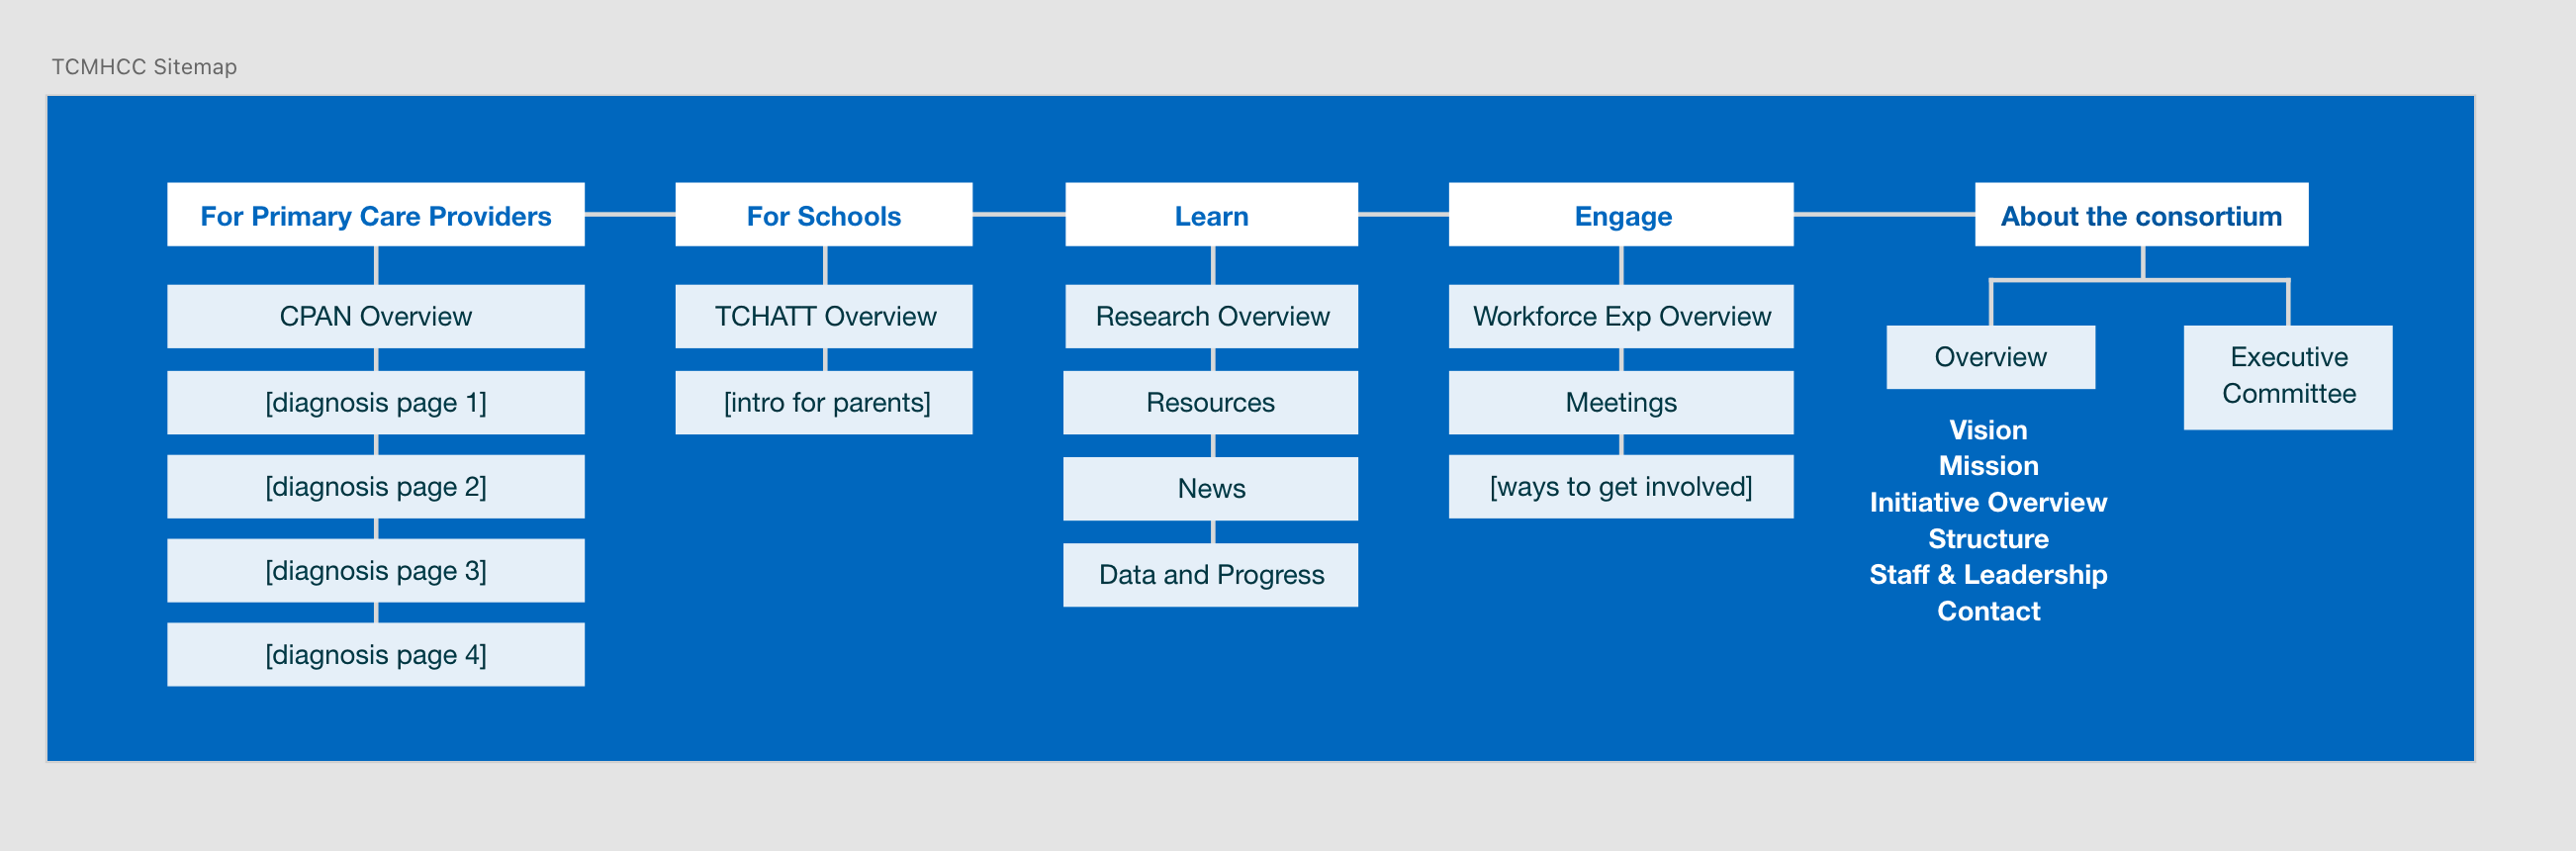 TCMHCC Sitemap
For Primary Care Providers
CPAN Overview
[diagnosis page 1]
[diagnosis page 2]
[diagnosis page 3]
[diagnosis page 4]
For Schools
TCHATT Overview
[intro for parents]
Learn
Research Overview
Resources
News
Data and Progress
Engage
Workforce Exp Overview
Meetings
[ways to get involved]
About the consortium
Overview
Vision
Mission
Initiative Overview
Structure
Staff & Leadership
Contact
Executive
Committee